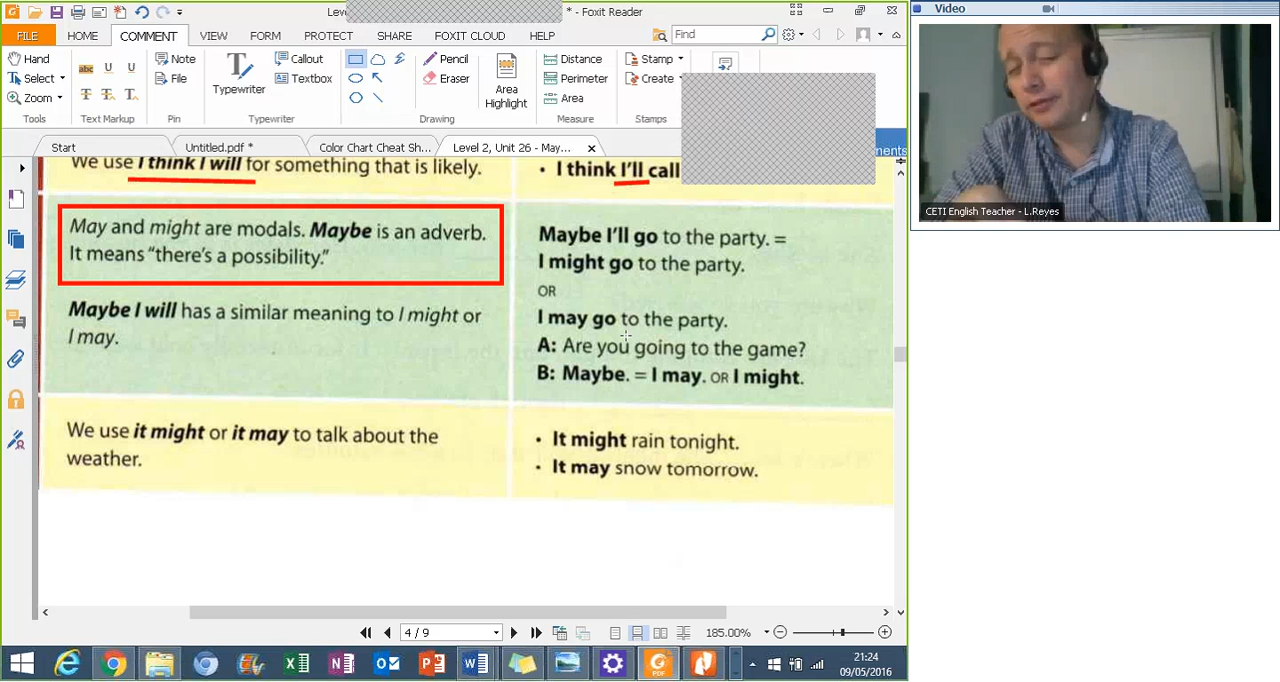 Leve
* - Foxit Reader
Video
FILE HOME COMMENT VIEW FORM PROTECT SHARE FOXIT CLOUD HELP
Find
Hand
Select
Zoom
Tools
abc U U
T T T
Text Markup
Note
File
Pin
Typewriter
Callout
Textbox
Typewriter
Pencil
Eraser
Area
Highlight
Drawing
Distance
Perimeter
Area
Measure
Stamp
Create
Stamps
Start
Untitled.pdf *
Color Chart Cheat Sh...
Level 2, Unit 26 - May...
nents
We use I think I will for something that is likely.
• I think I'll call
May and might are modals. Maybe is an adverb.
It means "there's a possibility."
Maybe I will has a similar meaning to I might or
I may.
Maybe I'll go to the party. =
I might go to the party.
OR
I may go to the party.
A: Are you going to the game?
B: Maybe. = I may. OR I might.
We use it might or it may to talk about the
weather.
• It might rain tonight.
• It may snow tomorrow.
CETI English Teacher - L.Reyes
4 / 9
185.00%
21:24
09/05/2016